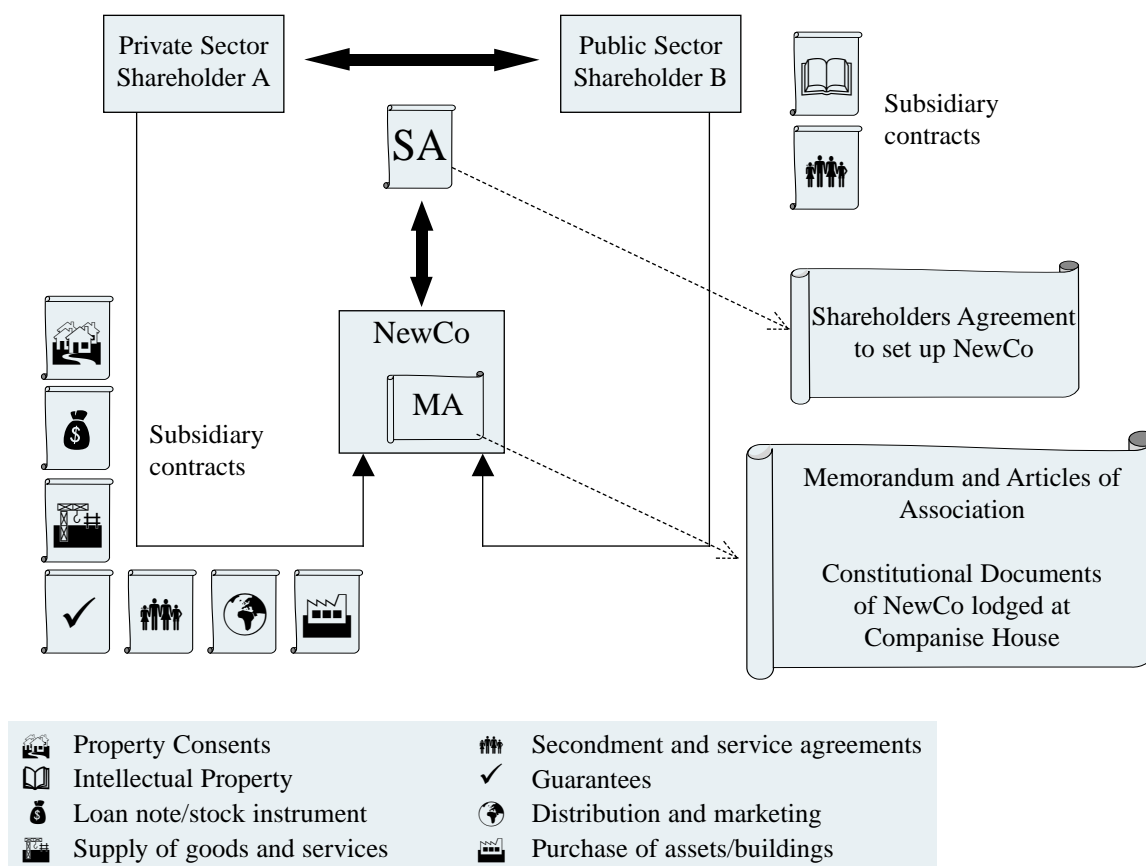 Private Sector
Shareholder A
Public Sector
Shareholder B
Subsidiary
contracts
SA
Shareholders Agreement
to set up NewCo
NewCo
MA
Subsidiary
contracts
$
Memorandum and Articles of
Association
Constitutional Documents
of NewCo lodged at
Companise House
Property Consents
Intellectual Property
$ Loan note/stock instrument
Supply of goods and services
Secondment and service agreements
Guarantees
Distribution and marketing
Purchase of assets/buildings